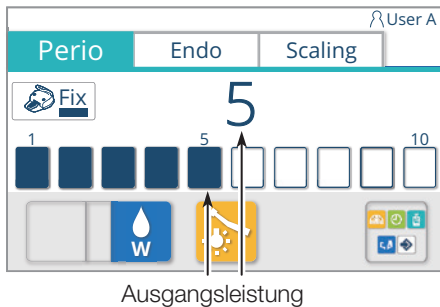 User A
Perio Endo Scaling
Fix 5
1 5 10
W
Ausgangsleistung